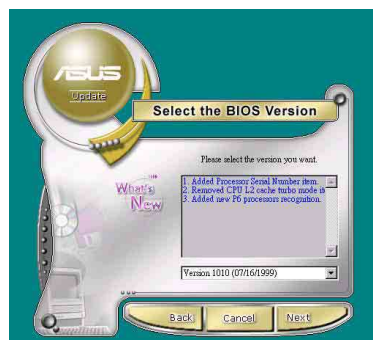 ASUS
Update
Select the BIOS Version
Please select the version you want.
What's
New
1. Added Processor Serial Number item.
2. Removed CPU L2 cache turbo mode it
3. Added new P6 processors recognition.
Version 1010 (07/16/1999)
Back
Cancel
Next